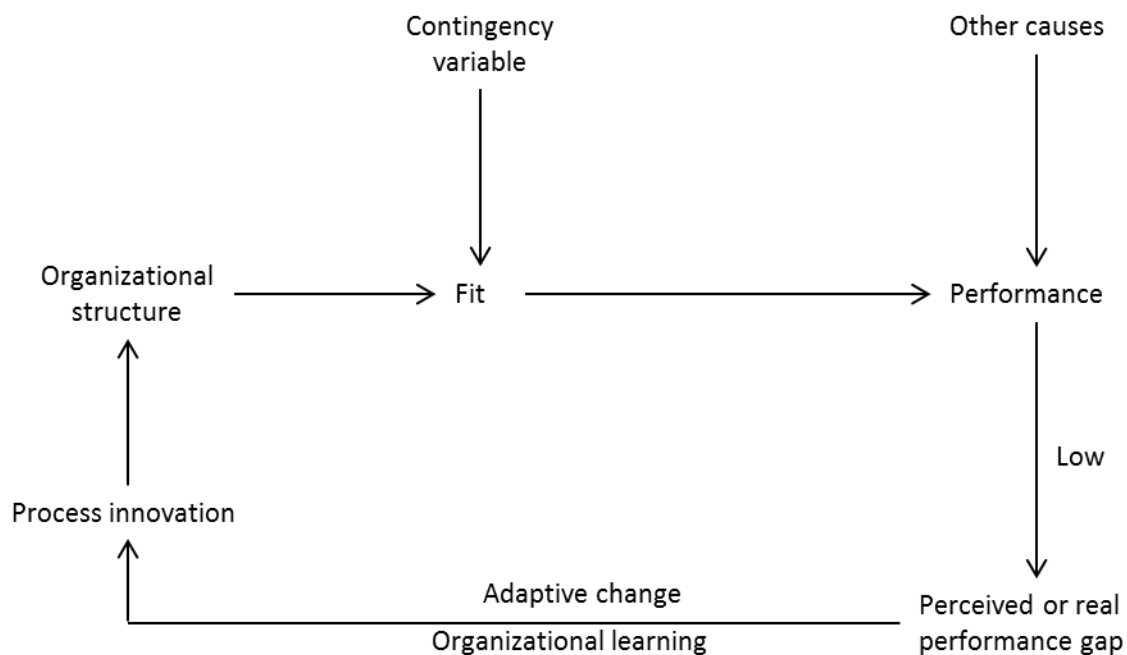 Contingency
variable
Other causes
Organizational
structure
Fit
Performance
Low
Process innovation
Adaptive change
Organizational learning
Perceived or real
performance gap